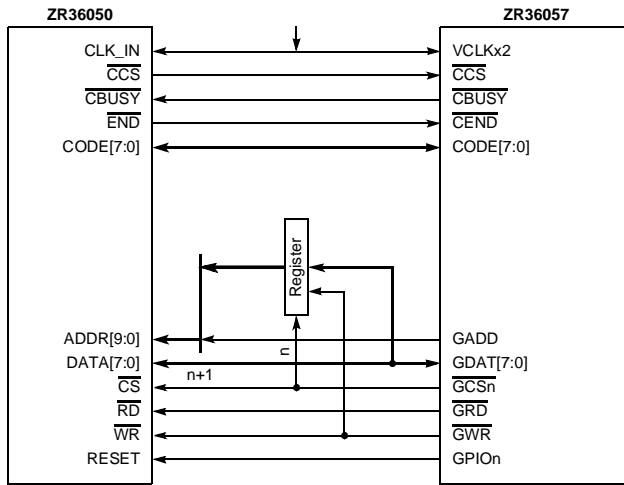 ZR36050 ZR36057
CLK_IN VCLKx2
CCS CCS
CBUSY CBUSY
END CEND
CODE[7:0] CODE[7:0]
Register
ADDR[9:0] GADD
n
DATA[7:0] GDAT[7:0]
n+1
CS GCSn
RD GRD
WR GWR
RESET GPIOn